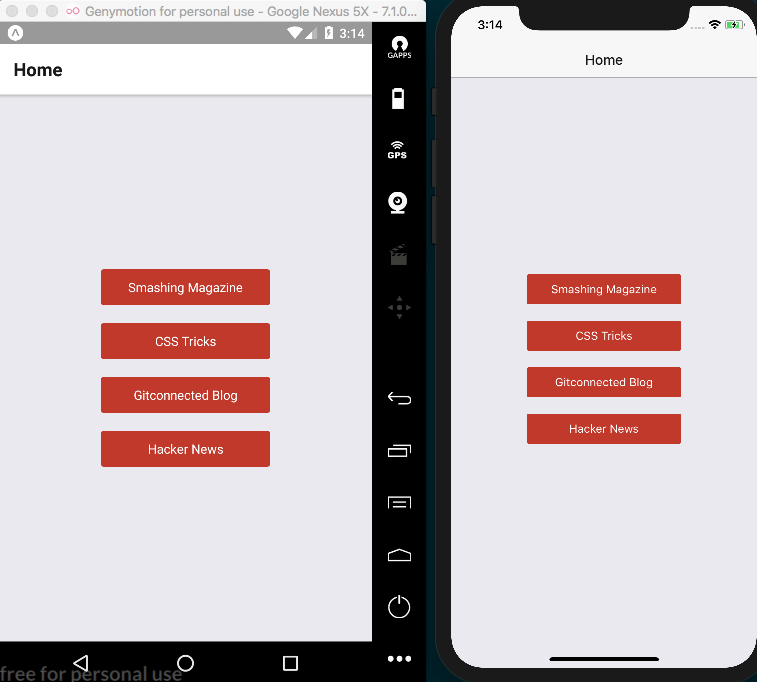 Genymotion for personal use - Google Nexus 5X - 7.1.0...
3:14
Home
Smashing Magazine
CSS Tricks
Gitconnected Blog
Hacker News
free for personal use
GAPPS
GPS
3:14
Home
Smashing Magazine
CSS Tricks
Gitconnected Blog
Hacker News